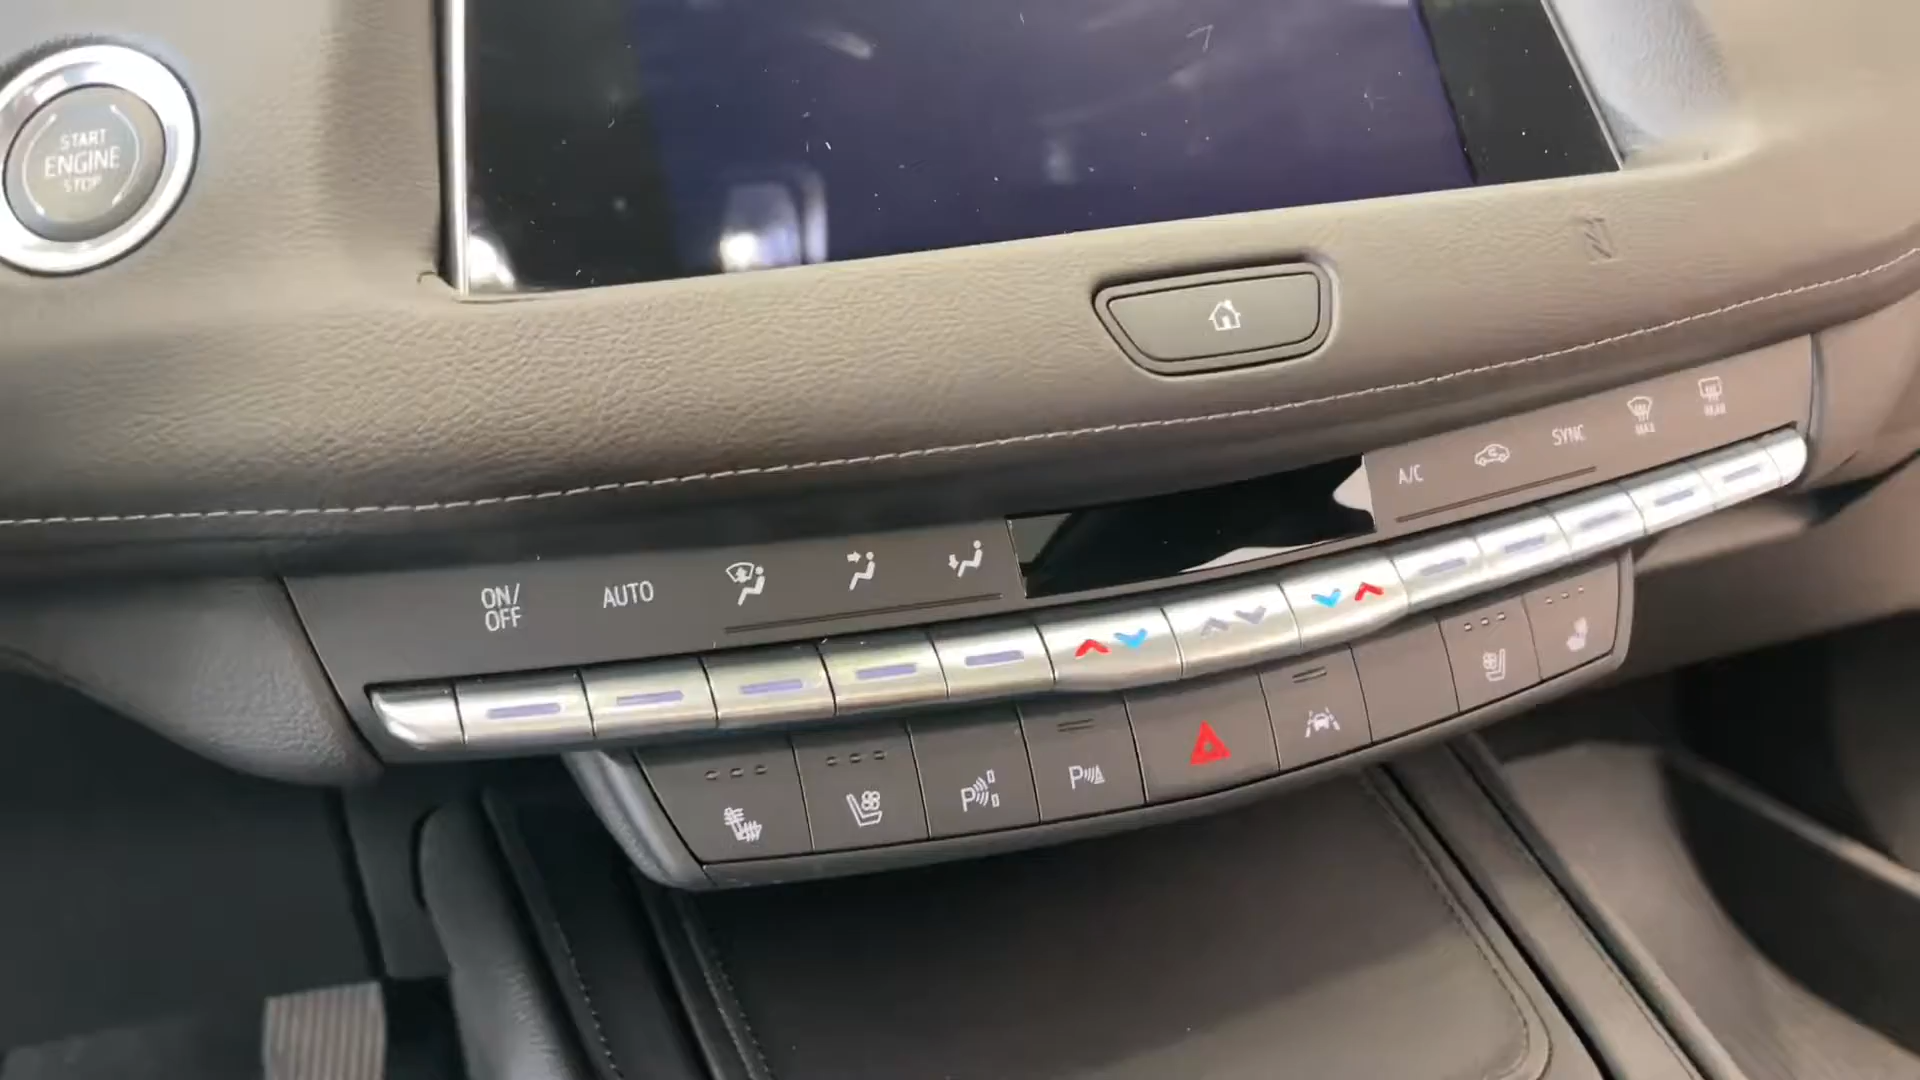 START
ENGINE
STOP
A/C
SYNC
MAX
REAR
ON/
OFF
AUTO
P
P